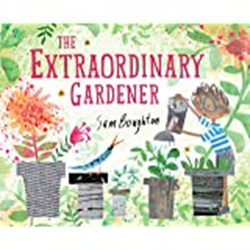 THE
EXTRAORDINARY
GARDENER
Sam Boughton